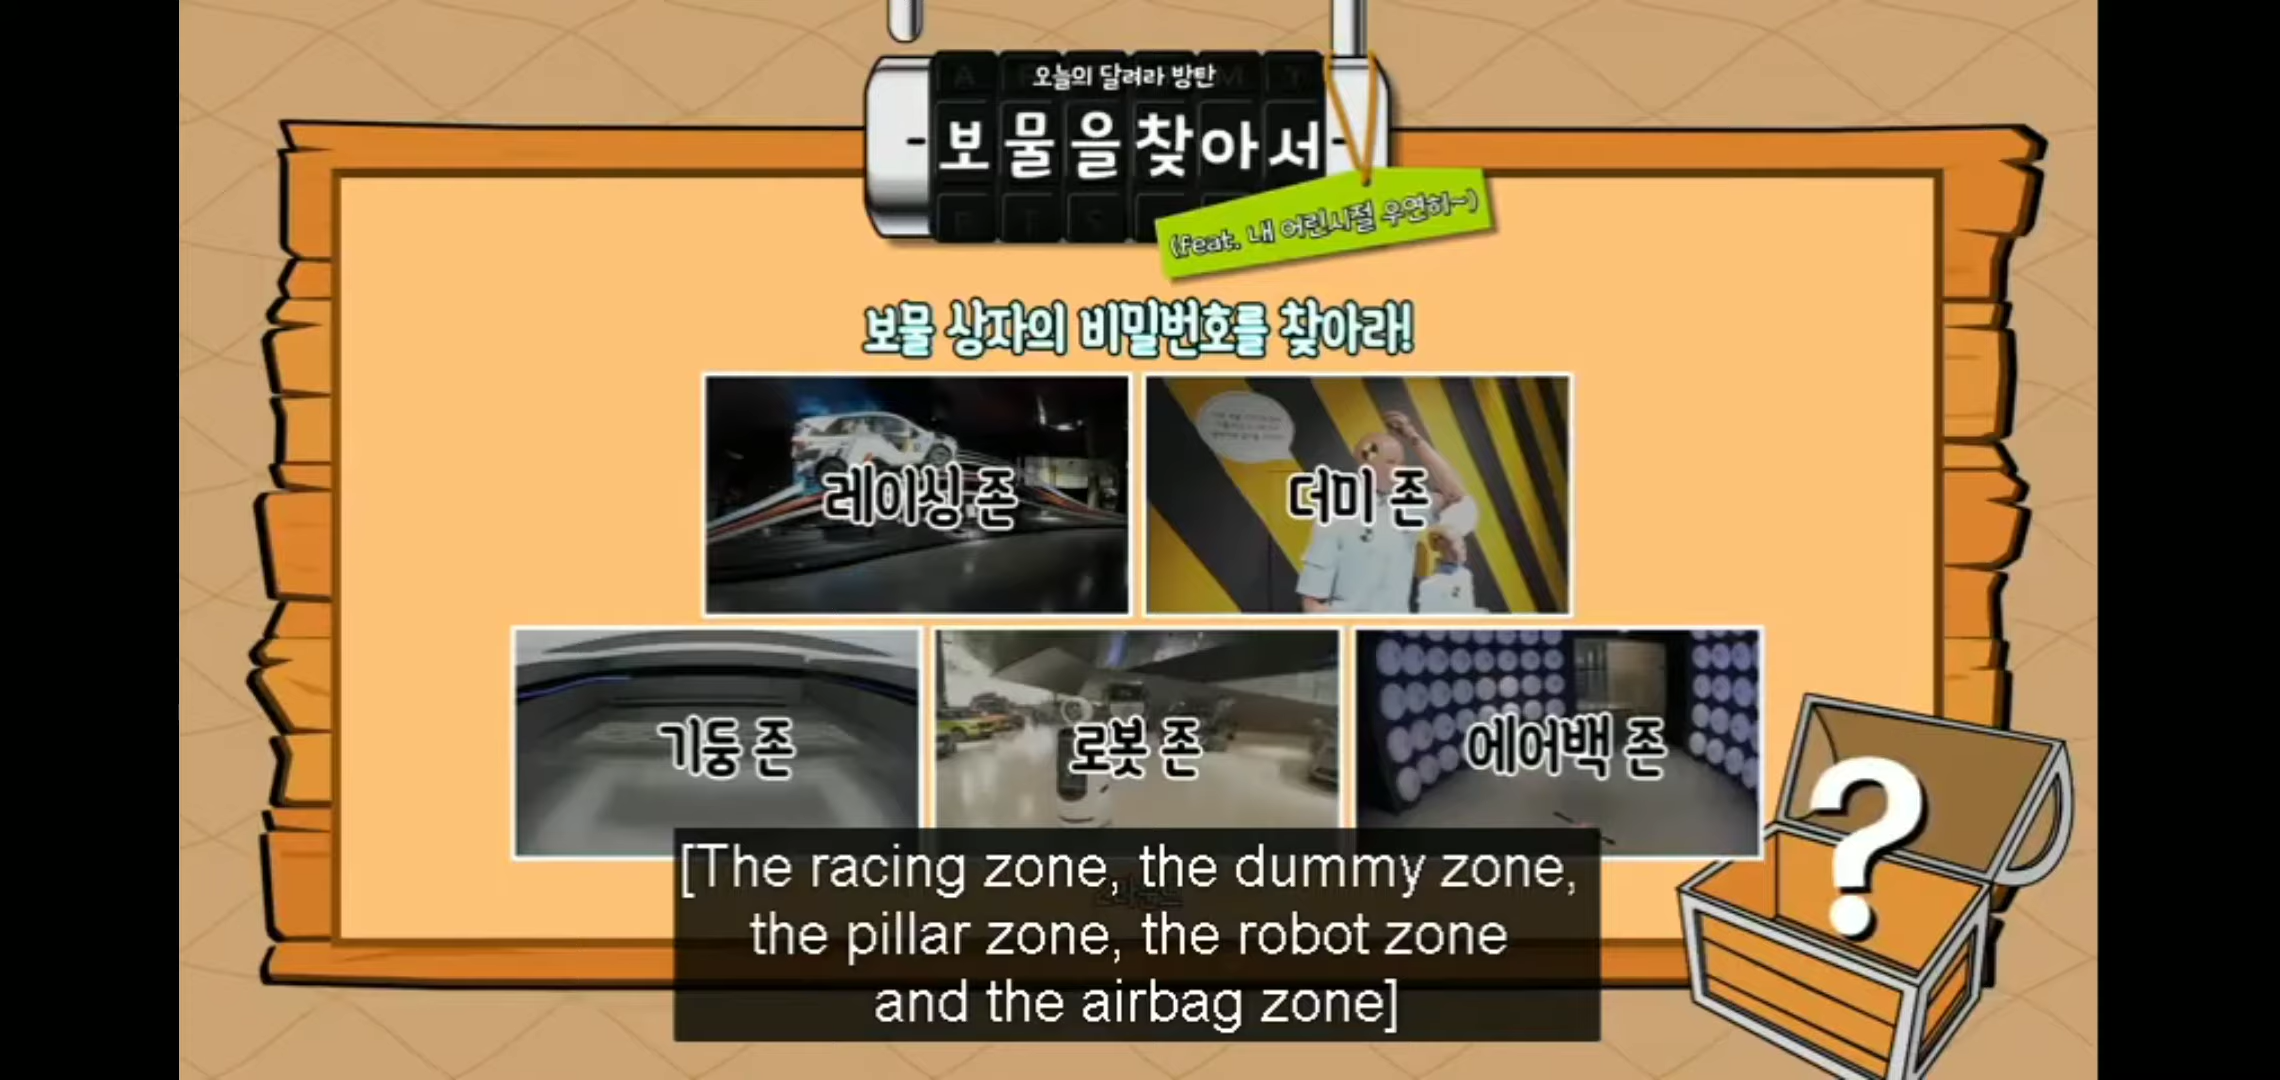 오늘의 달려라 방탄
-보물을찾아서-
(feat. 내 어린시절 우연히~)
보물 상자의 비밀번호를 찾아라!
레이싱 존
더미 존
기둥 존
로봇 존
에어백 존
?
[The racing zone, the dummy zone,
the pillar zone, the robot zone
and the airbag zone]